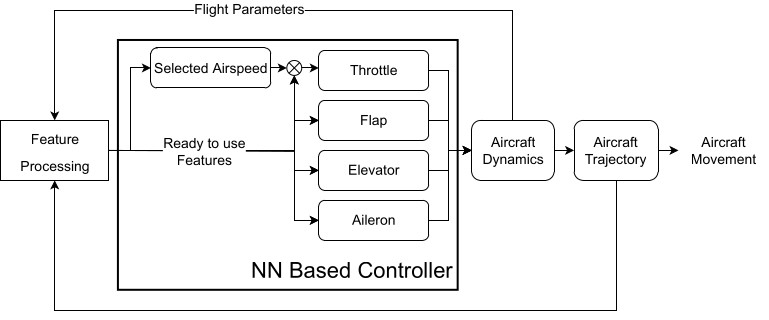 Flight Parameters
Selected Airspeed
Throttle
Flap
Elevator
Aileron
Feature
Processing
Ready to use
Features
Aircraft
Dynamics
Aircraft
Trajectory
Aircraft
Movement
NN Based Controller